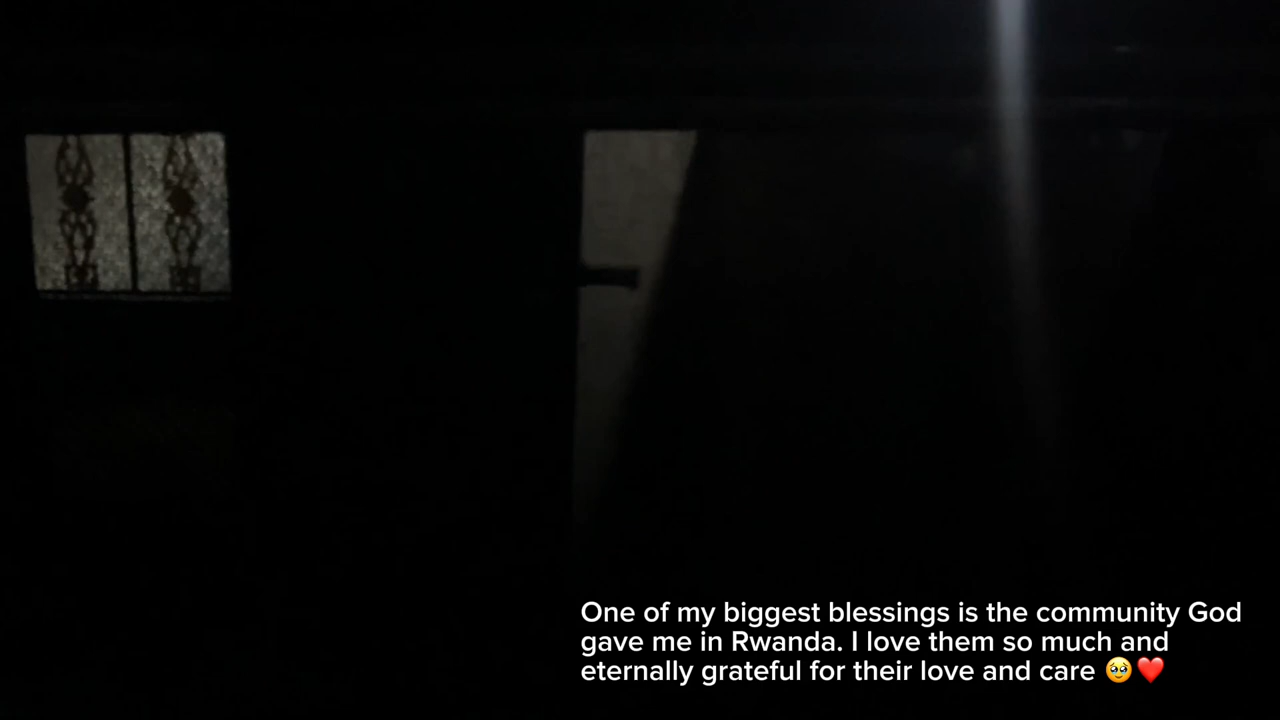 One of my biggest blessings is the community God
gave me in Rwanda. I love them so much and
eternally grateful for their love and care 🥹❤️